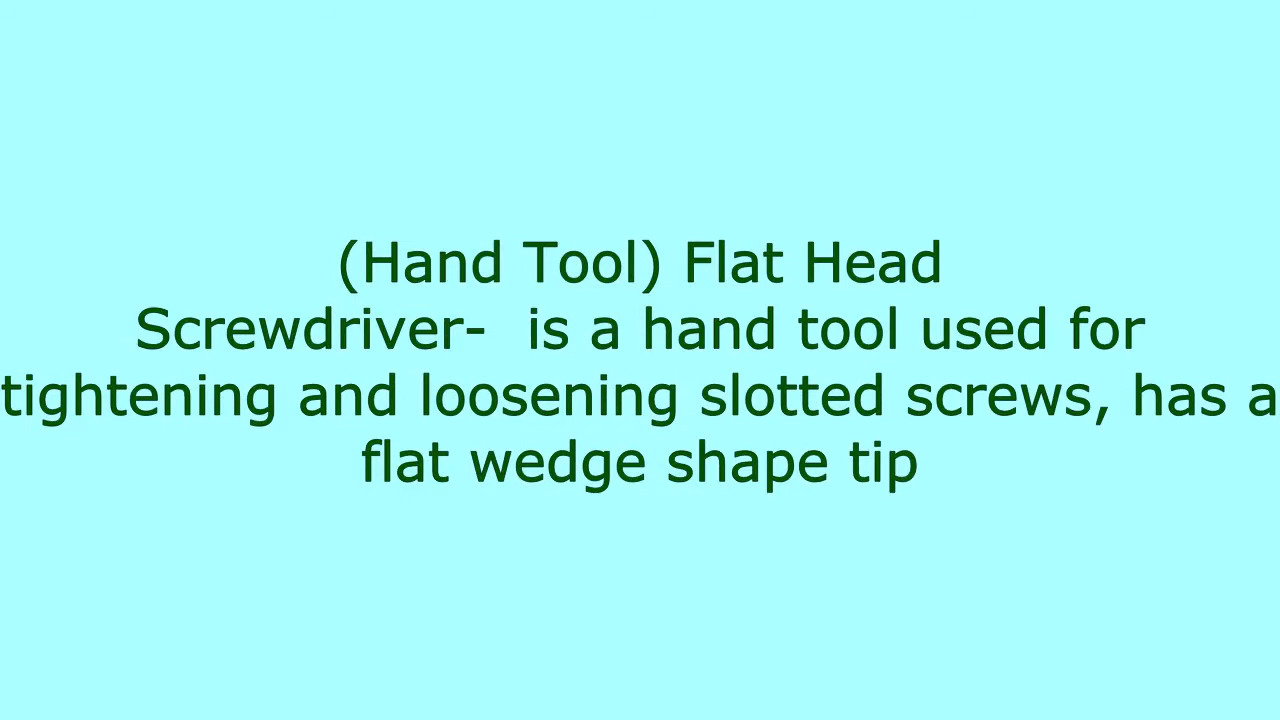 (Hand Tool) Flat Head
Screwdriver-  is a hand tool used for
tightening and loosening slotted screws, has a
flat wedge shape tip